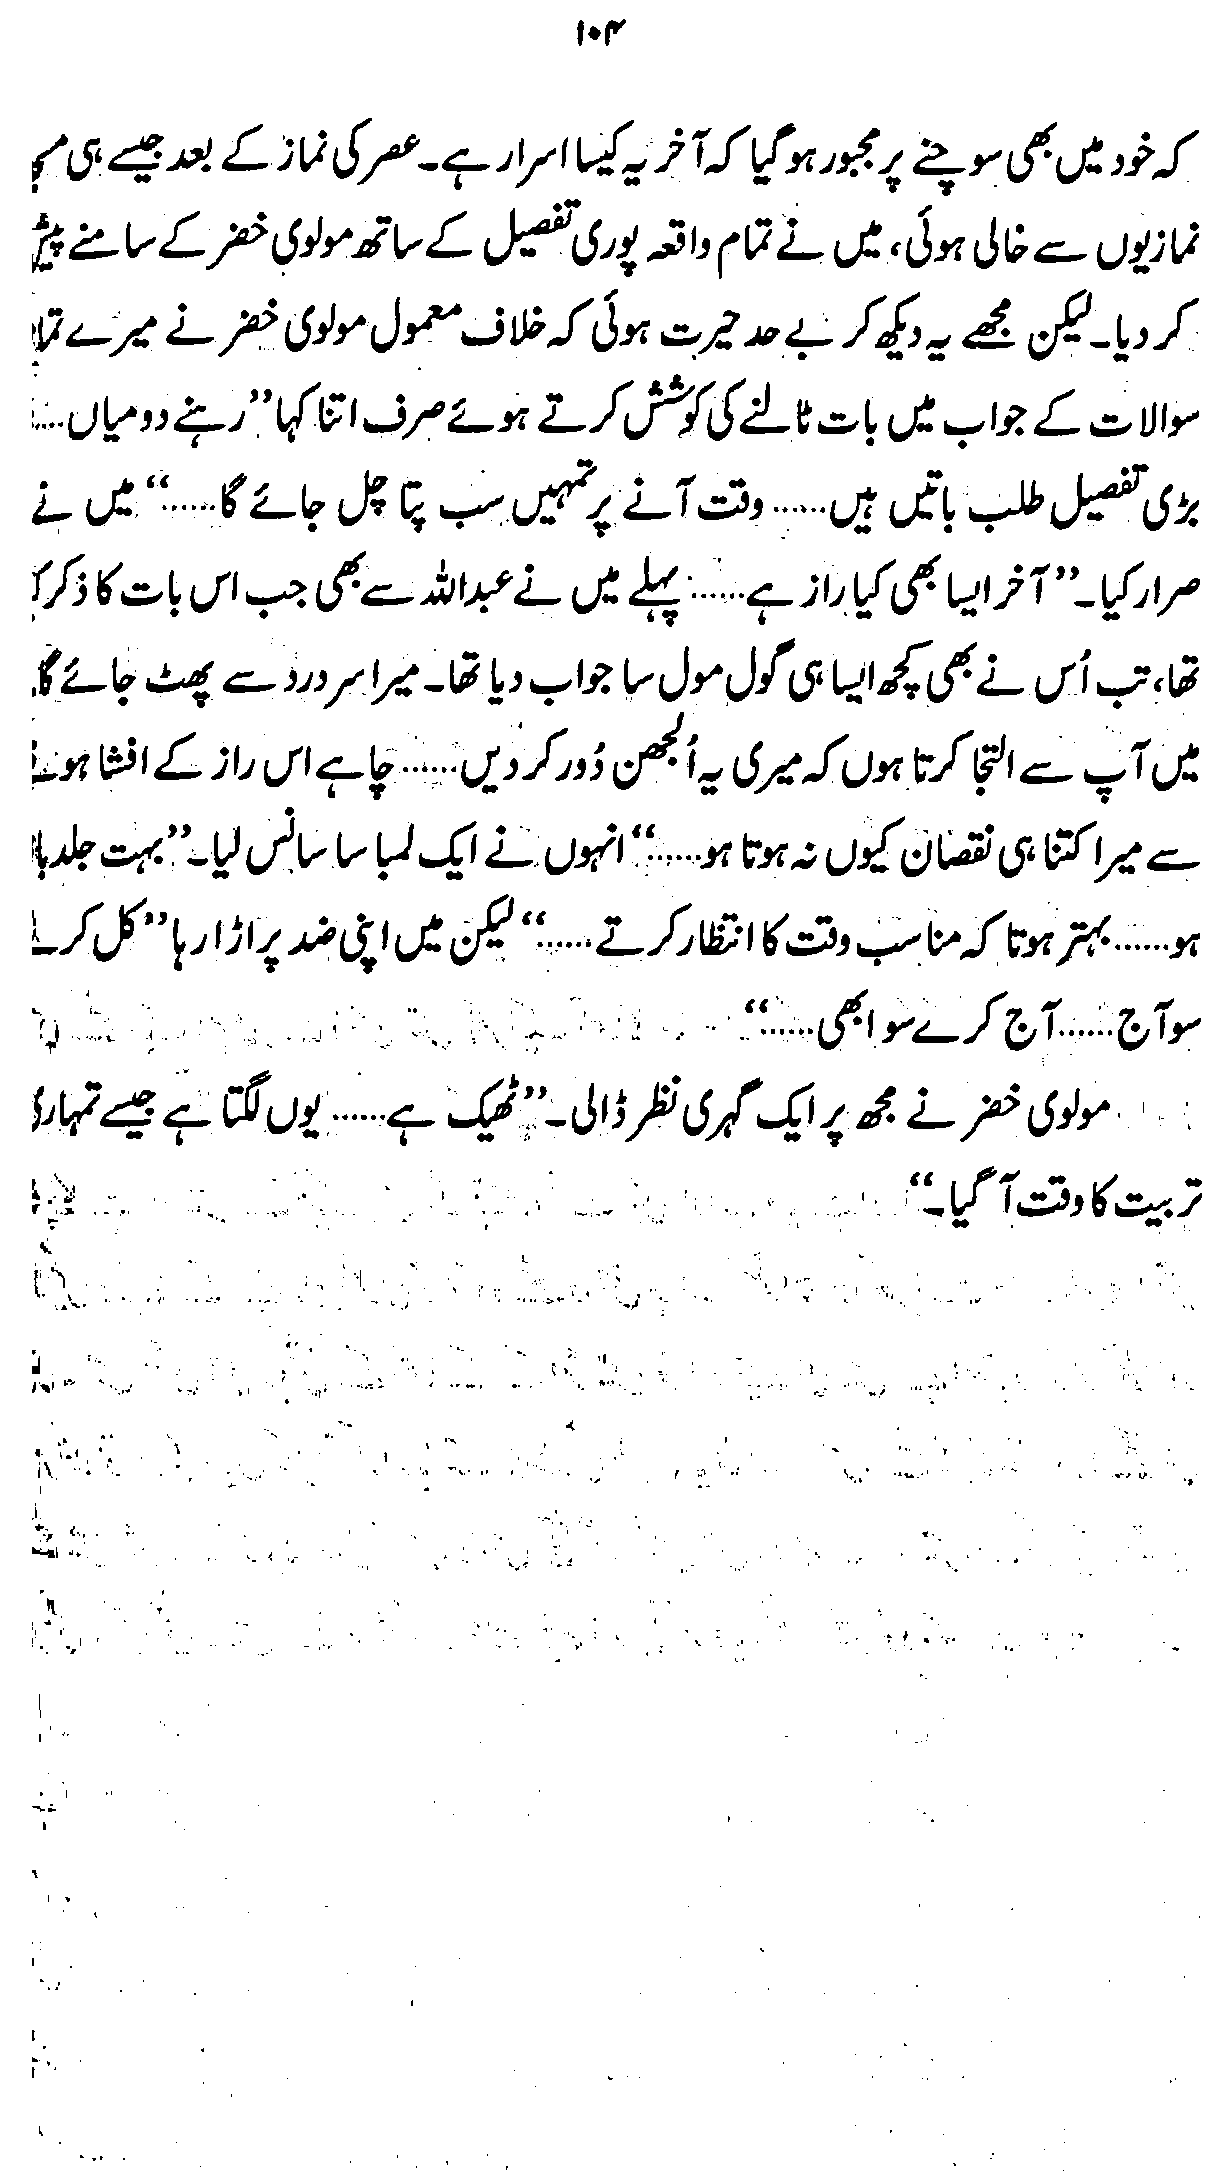 ۱۰۴
کہ خود میں بھی سوچنے پر مجبور ہو گیا کہ آخر یہ کیسا اسرار ہے۔ عصر کی نماز کے بعد جیسے ہی
نمازیوں سے خالی ہوئی، میں نے تمام واقعہ پوری تفصیل کے ساتھ مولوی خضر کے سامنے
کر دیا۔ لیکن مجھے یہ دیکھ کر بے حد حیرت ہوئی کہ خلاف معمول مولوی خضر نے میرے
سوالات کے جواب میں بات ٹالنے کی کوشش کرتے ہوئے صرف اتنا کہا ”رہنے دو میاں......
بڑی تفصیل طلب باتیں ہیں...... وقت آنے پر تمہیں سب پتا چل جائے گا......“ میں نے
صرار کیا۔ ”آخر ایسا بھی کیا راز ہے...... پہلے میں نے عبداللہ سے بھی جب اس بات کا ذکر
تھا، تب اُس نے بھی کچھ ایسا ہی گول مول سا جواب دیا تھا۔ میرا سر درد سے پھٹ جائے گا
میں آپ سے التجا کرتا ہوں کہ میری یہ اُلجھن دُور کر دیں...... چاہے اس راز کے افشا
سے میرا کتنا ہی نقصان کیوں نہ ہوتا ہو......“ انہوں نے ایک لمبا سا سانس لیا۔ ”بہت جلد
ہو...... بہتر ہوتا کہ مناسب وقت کا انتظار کرتے......“ لیکن میں اپنی ضد پر اڑا رہا ”کل کرے
سو آج...... آج کرے سو ابھی......“
مولوی خضر نے مجھ پر ایک گہری نظر ڈالی۔ ”ٹھیک ہے...... یوں لگتا ہے جیسے تمہاری
تربیت کا وقت آ گیا۔“